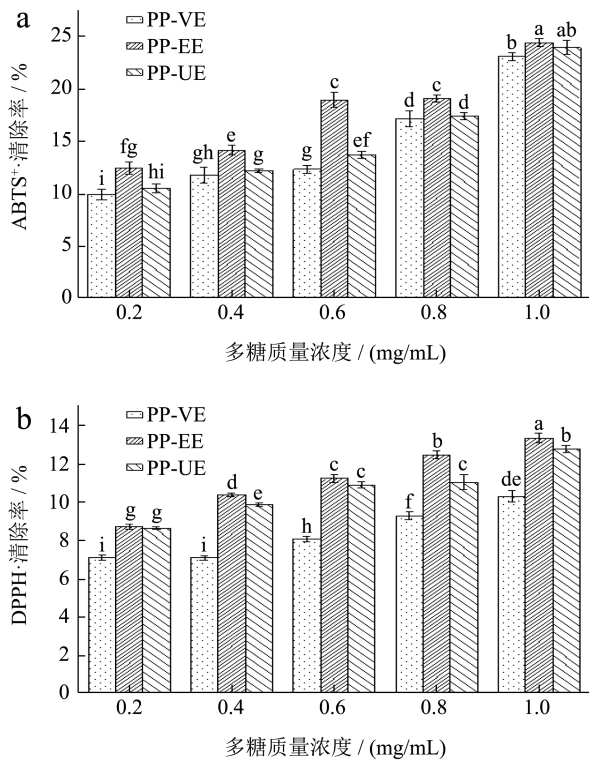 a
ABTS⁺·清除率 / %
25
20
15
10
5
0
PP-VE
PP-EE
PP-UE
i fg hi
gh e g
g c ef
d c d
b a ab
0.2 0.4 0.6 0.8 1.0
多糖质量浓度 / (mg/mL)
b
DPPH·清除率 / %
14
12
10
8
6
4
2
0
PP-VE
PP-EE
PP-UE
i g g
i d e
h c c
f b c
de a b
0.2 0.4 0.6 0.8 1.0
多糖质量浓度 / (mg/mL)